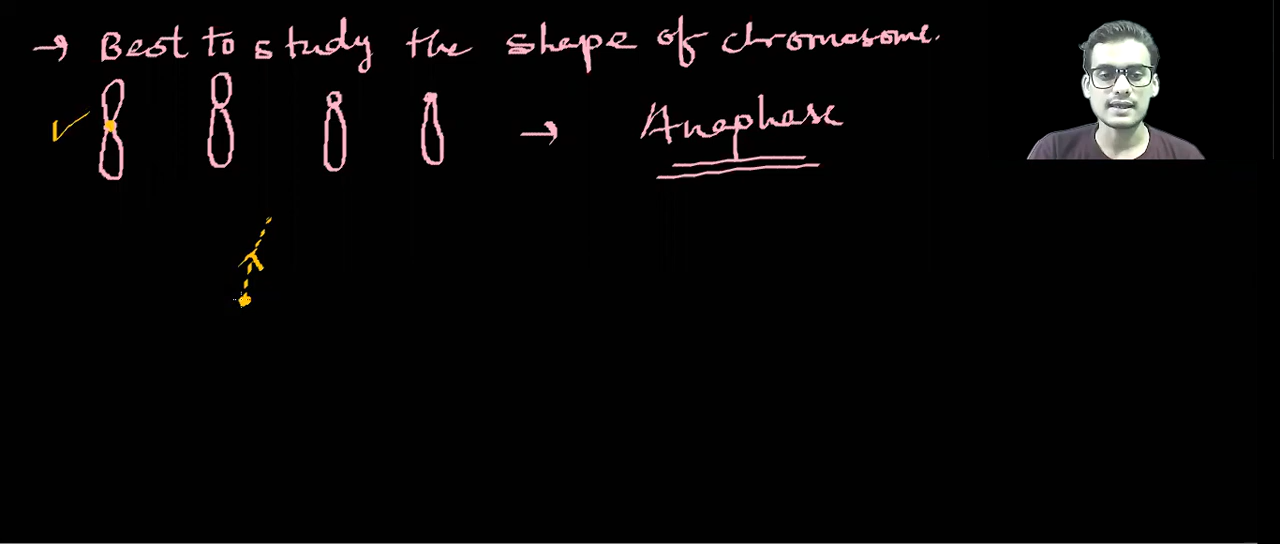 → Best to study the shape of chromosome.
→ Anaphase